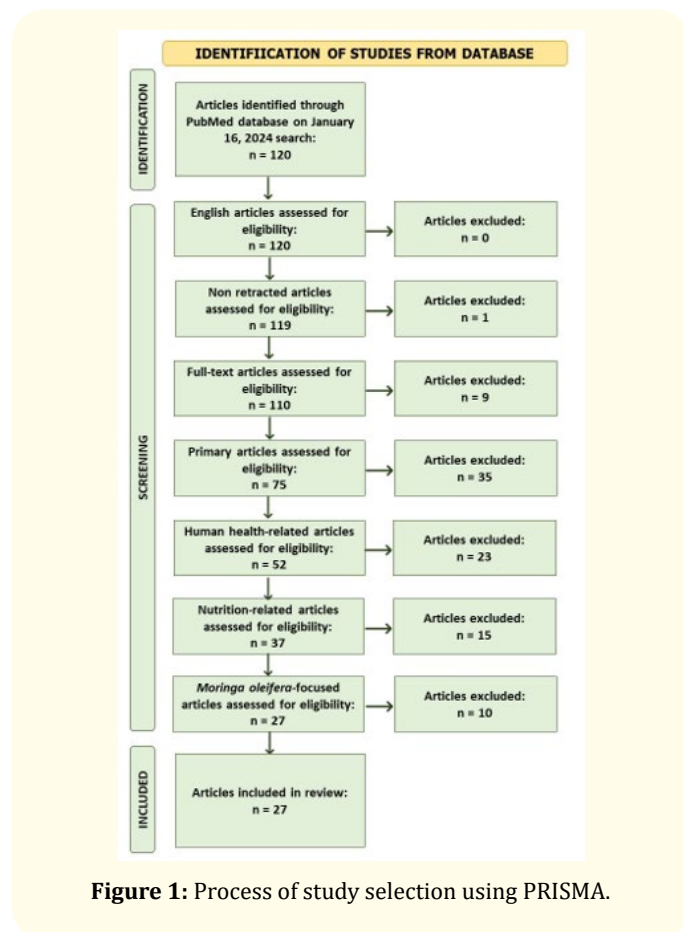 IDENTIFIICATION OF STUDIES FROM DATABASE
IDENTIFICATION
Articles identified through
PubMed database on January
16, 2024 search:
n = 120
SCREENING
English articles assessed for
eligibility:
n = 120
Articles excluded:
n = 0
Non retracted articles
assessed for eligibility:
n = 119
Articles excluded:
n = 1
Full-text articles assessed for
eligibility:
n = 110
Articles excluded:
n = 9
Primary articles assessed for
eligibility:
n = 75
Articles excluded:
n = 35
Human health-related articles
assessed for eligibility:
n = 52
Articles excluded:
n = 23
Nutrition-related articles
assessed for eligibility:
n = 37
Articles excluded:
n = 15
Moringa oleifera-focused
articles assessed for eligibility:
n = 27
Articles excluded:
n = 10
INCLUDED
Articles included in review:
n = 27
Figure 1: Process of study selection using PRISMA.